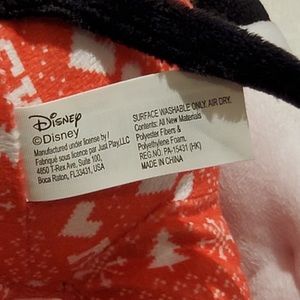 Disney
©Disney
Manufactured under license by /
Fabriqué sous licence par Just Play,LLC
4850 T-Rex Ave, Suite 100,
Boca Raton, FL33431, USA
SURFACE WASHABLE ONLY. AIR DRY.
Contents: All New Materials
Polyester Fibers &
Polyethylene Foam,
REG.NO. PA-15431 (HK)
MADE IN CHINA